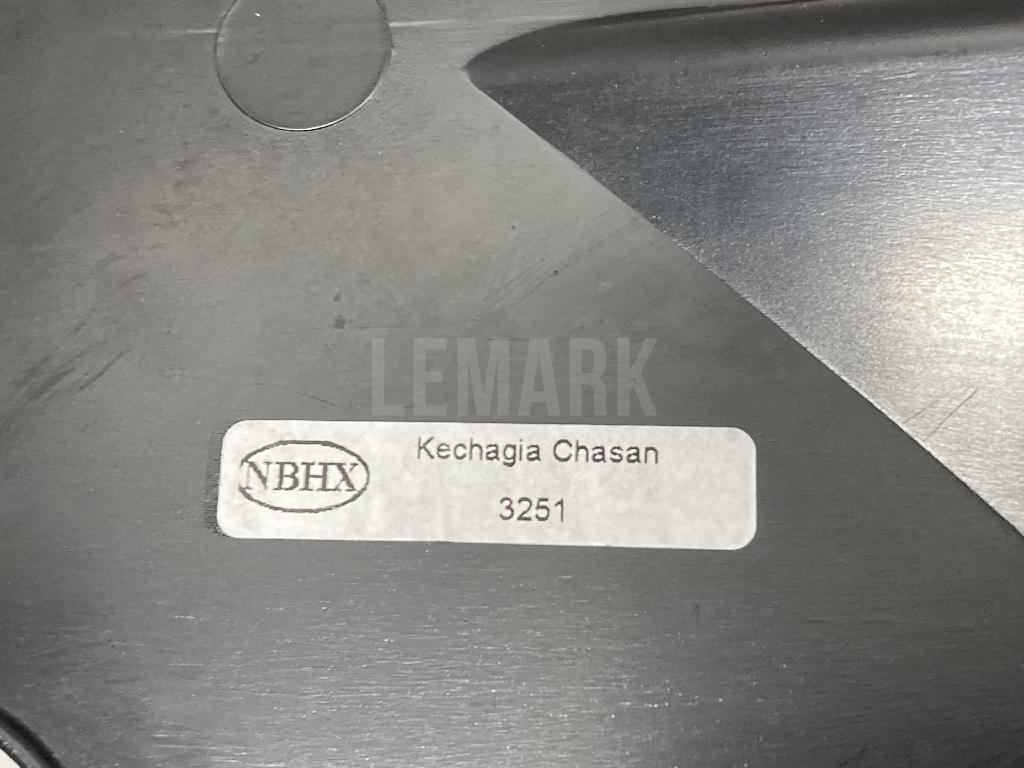 LEMARK
NBHX
Kechagia Chasan
3251